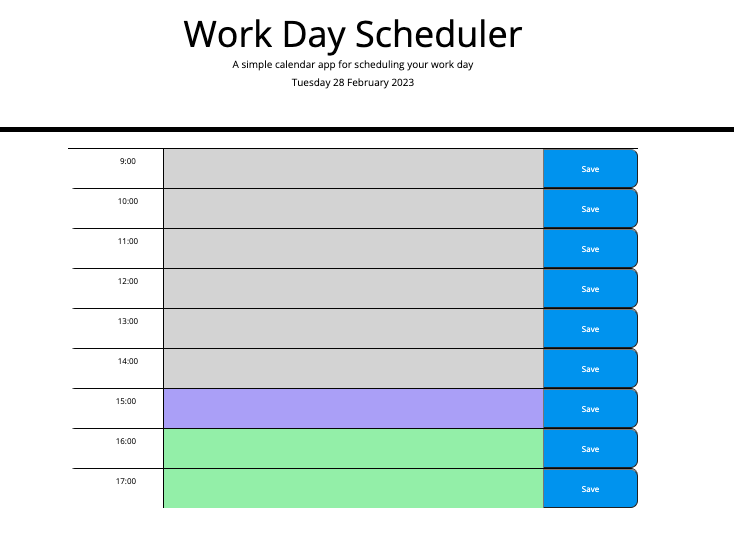 Work Day Scheduler
A simple calendar app for scheduling your work day
Tuesday 28 February 2023
9:00 Save
10:00 Save
11:00 Save
12:00 Save
13:00 Save
14:00 Save
15:00 Save
16:00 Save
17:00 Save